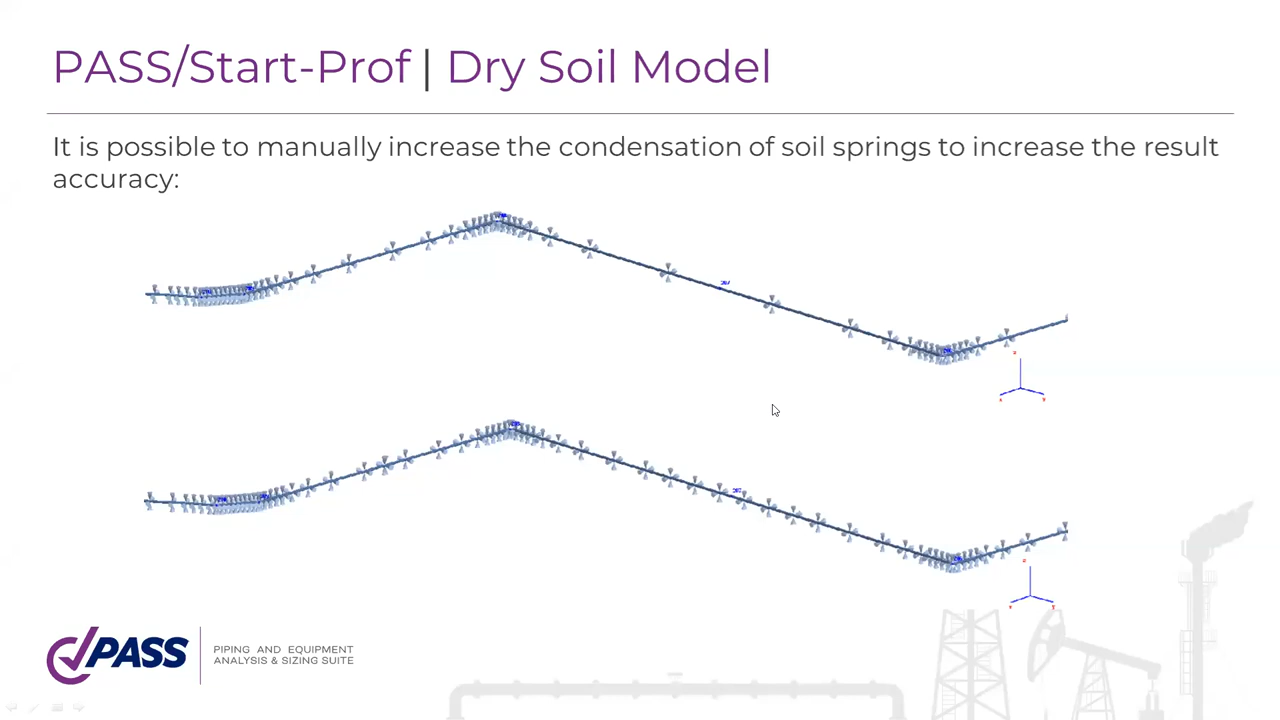 PASS/Start-Prof | Dry Soil Model
It is possible to manually increase the condensation of soil springs to increase the result
accuracy:
PASS
PIPING AND EQUIPMENT
ANALYSIS & SIZING SUITE